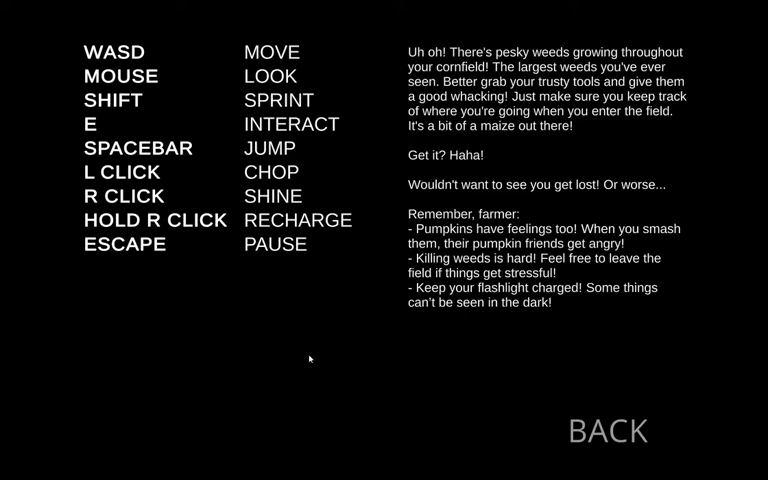 WASD MOVE
MOUSE LOOK
SHIFT SPRINT
E INTERACT
SPACEBAR JUMP
L CLICK CHOP
R CLICK SHINE
HOLD R CLICK RECHARGE
ESCAPE PAUSE
Uh oh! There's pesky weeds growing throughout
your cornfield! The largest weeds you've ever
seen. Better grab your trusty tools and give them
a good whacking! Just make sure you keep track
of where you're going when you enter the field.
It's a bit of a maize out there!
Get it? Haha!
Wouldn't want to see you get lost! Or worse...
Remember, farmer:
- Pumpkins have feelings too! When you smash
them, their pumpkin friends get angry!
- Killing weeds is hard! Feel free to leave the
field if things get stressful!
- Keep your flashlight charged! Some things
can't be seen in the dark!
BACK